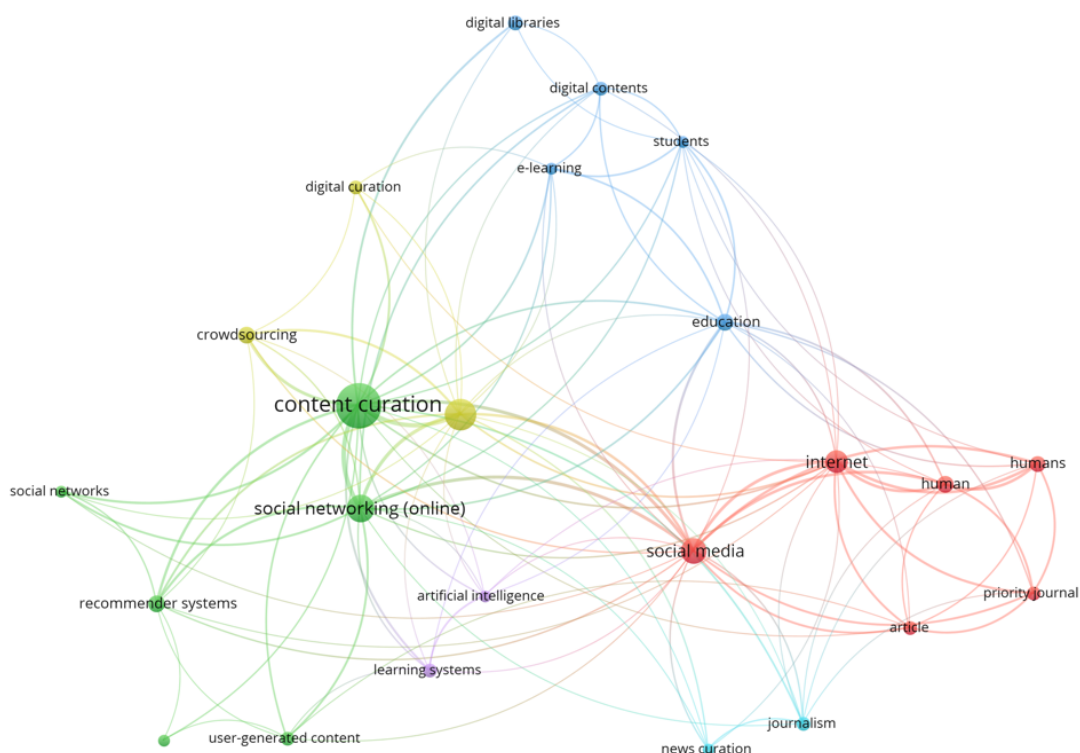 digital libraries
digital contents
students
e-learning
digital curation
education
crowdsourcing
content curation
internet
humans
human
social networks
social networking (online)
social media
artificial intelligence
priority journal
recommender systems
article
learning systems
journalism
user-generated content
news curation